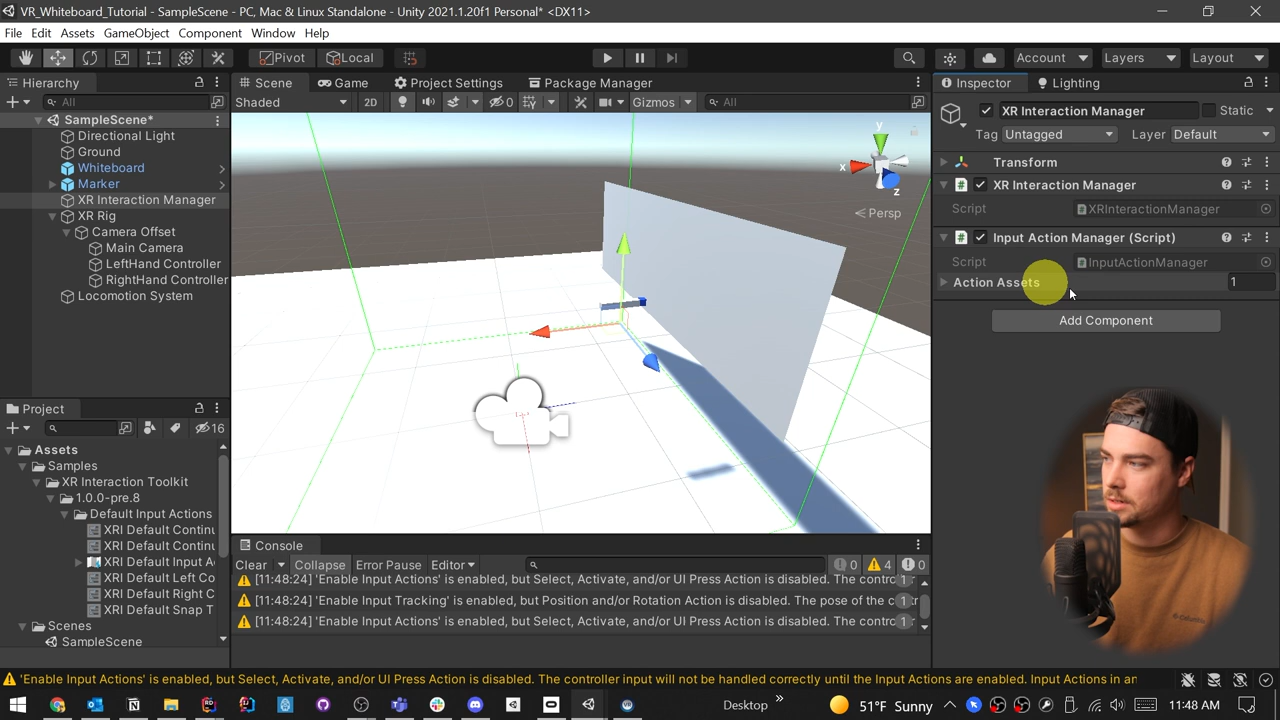 VR_Whiteboard_Tutorial - SampleScene - PC, Mac & Linux Standalone - Unity 2021.1.20f1 Personal* <DX11>
File Edit Assets GameObject Component Window Help
Pivot Local Account Layers Layout
Hierarchy
All
SampleScene*
Directional Light
Ground
Whiteboard
Marker
XR Interaction Manager
XR Rig
Camera Offset
Main Camera
LeftHand Controller
RightHand Controller
Locomotion System
Scene Game Project Settings Package Manager
Shaded 2D 0 Gizmos All
y
x
z
Persp
Inspector Lighting
XR Interaction Manager Static
Tag Untagged Layer Default
Transform
XR Interaction Manager
Script XRInteractionManager
Input Action Manager (Script)
Script InputActionManager
Action Assets 1
Add Component
Project
16
Assets
Samples
XR Interaction Toolkit
1.0.0-pre.8
Default Input Actions
XRI Default Continu
XRI Default Continu
XRI Default Input A
XRI Default Left Co
XRI Default Right C
XRI Default Snap T
Scenes
SampleScene
Console
Clear Collapse Error Pause Editor 0 4 0
[11:48:24] 'Enable Input Actions' is enabled, but Select, Activate, and/or UI Press Action is disabled. The contro 1
[11:48:24] 'Enable Input Tracking' is enabled, but Position and/or Rotation Action is disabled. The pose of the c 1
[11:48:24] 'Enable Input Actions' is enabled, but Select, Activate, and/or UI Press Action is disabled. The contro 1
'Enable Input Actions' is enabled, but Select, Activate, and/or UI Press Action is disabled. The controller input will not be handled correctly until the Input Actions are enabled. Input Actions in an
Desktop 51°F Sunny 11:48 AM